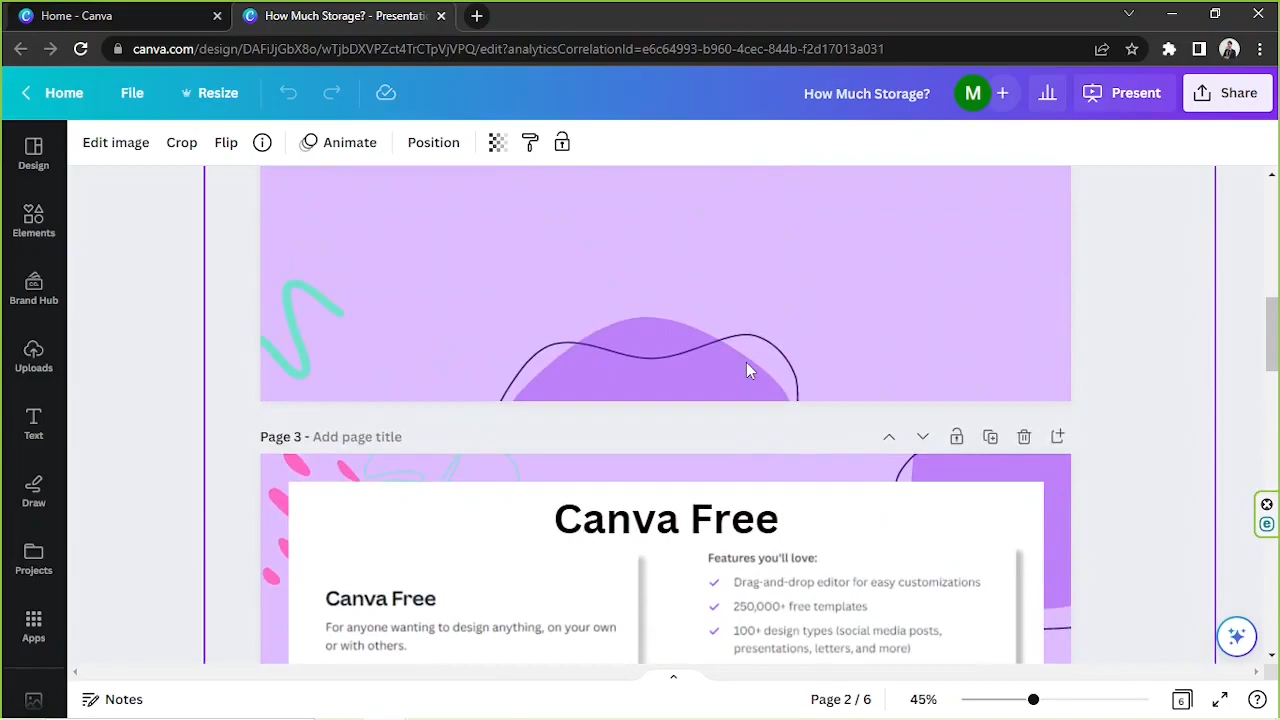 Home - Canva
How Much Storage? - Presentati
canva.com/design/DAFiJjGbX8o/wTjbDXVPZct4TrCTpVjVPQ/edit?analyticsCorrelationId=e6c64993-b960-4cec-844b-f2d17013a031
Home
File
Resize
How Much Storage?
M
Present
Share
Edit image
Crop
Flip
Animate
Position
Design
Elements
CO.
Brand Hub
Uploads
Text
Draw
Projects
Apps
Page 3 - Add page title
Canva Free
Canva Free
For anyone wanting to design anything, on your own
or with others.
Features you'll love:
Drag-and-drop editor for easy customizations
250,000+ free templates
100+ design types (social media posts,
presentations, letters, and more)
Notes
Page 2 / 6
45%
6